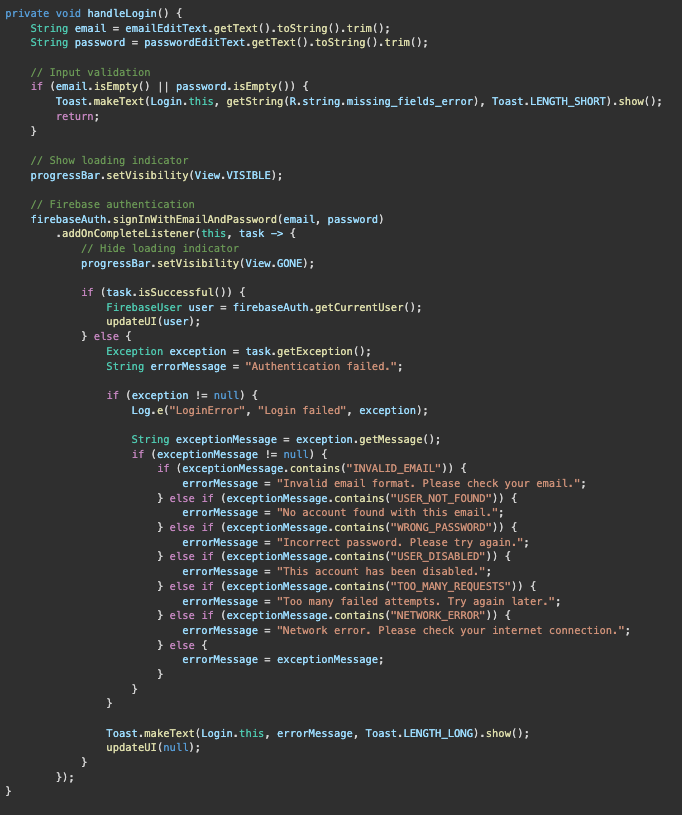 private void handleLogin() {
    String email = emailEditText.getText().toString().trim();
    String password = passwordEditText.getText().toString().trim();

    // Input validation
    if (email.isEmpty() || password.isEmpty()) {
        Toast.makeText(Login.this, getString(R.string.missing_fields_error), Toast.LENGTH_SHORT).show();
        return;
    }

    // Show loading indicator
    progressBar.setVisibility(View.VISIBLE);

    // Firebase authentication
    firebaseAuth.signInWithEmailAndPassword(email, password)
        .addOnCompleteListener(this, task -> {
            // Hide loading indicator
            progressBar.setVisibility(View.GONE);

            if (task.isSuccessful()) {
                FirebaseUser user = firebaseAuth.getCurrentUser();
                updateUI(user);
            } else {
                Exception exception = task.getException();
                String errorMessage = "Authentication failed.";

                if (exception != null) {
                    Log.e("LoginError", "Login failed", exception);

                    String exceptionMessage = exception.getMessage();
                    if (exceptionMessage != null) {
                        if (exceptionMessage.contains("INVALID_EMAIL")) {
                            errorMessage = "Invalid email format. Please check your email.";
                        } else if (exceptionMessage.contains("USER_NOT_FOUND")) {
                            errorMessage = "No account found with this email.";
                        } else if (exceptionMessage.contains("WRONG_PASSWORD")) {
                            errorMessage = "Incorrect password. Please try again.";
                        } else if (exceptionMessage.contains("USER_DISABLED")) {
                            errorMessage = "This account has been disabled.";
                        } else if (exceptionMessage.contains("TOO_MANY_REQUESTS")) {
                            errorMessage = "Too many failed attempts. Try again later.";
                        } else if (exceptionMessage.contains("NETWORK_ERROR")) {
                            errorMessage = "Network error. Please check your internet connection.";
                        } else {
                            errorMessage = exceptionMessage;
                        }
                    }
                }

                Toast.makeText(Login.this, errorMessage, Toast.LENGTH_LONG).show();
                updateUI(null);
            }
        });
}